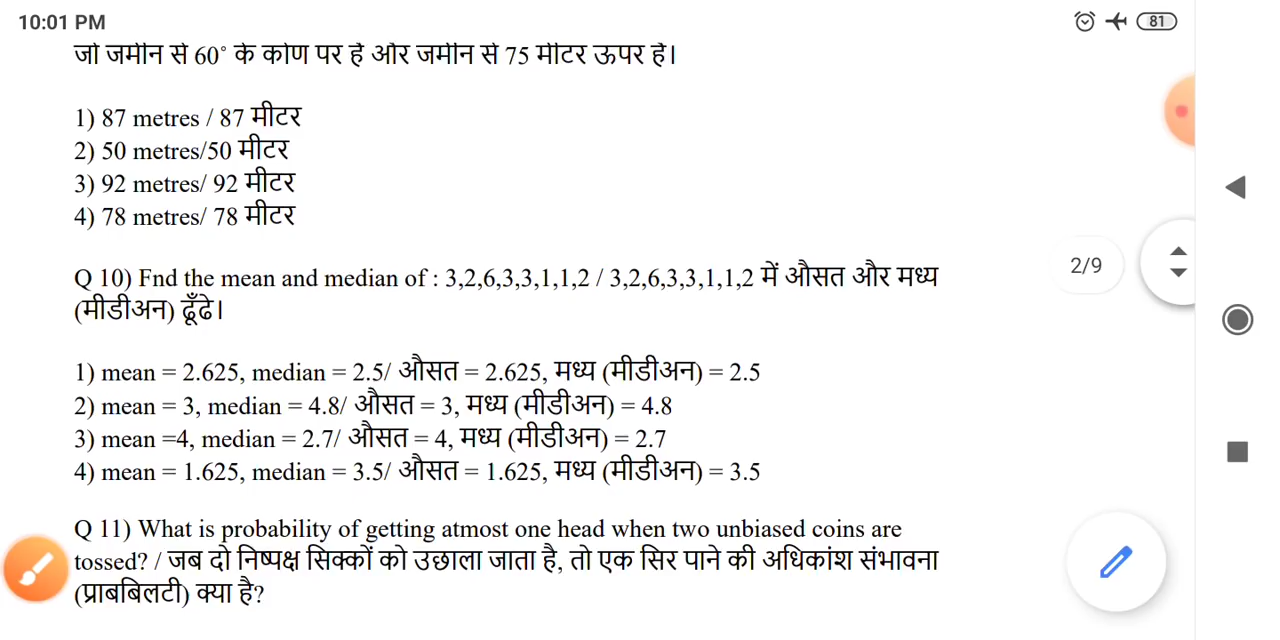 10:01 PM
81
जो जमीन से 60° के कोण पर है और जमीन से 75 मीटर ऊपर है।
1) 87 metres / 87 मीटर
2) 50 metres/50 मीटर
3) 92 metres/ 92 मीटर
4) 78 metres/ 78 मीटर
Q 10) Fnd the mean and median of : 3,2,6,3,3,1,1,2 / 3,2,6,3,3,1,1,2 में औसत और मध्य
(मीडीअन) ढूँढे।
2/9
1) mean = 2.625, median = 2.5/ औसत = 2.625, मध्य (मीडीअन) = 2.5
2) mean = 3, median = 4.8/ औसत = 3, मध्य (मीडीअन) = 4.8
3) mean =4, median = 2.7/ औसत = 4, मध्य (मीडीअन) = 2.7
4) mean = 1.625, median = 3.5/ औसत = 1.625, मध्य (मीडीअन) = 3.5
Q 11) What is probability of getting atmost one head when two unbiased coins are
tossed? / जब दो निष्पक्ष सिक्कों को उछाला जाता है, तो एक सिर पाने की अधिकांश संभावना
(प्राबबिलटी) क्या है?